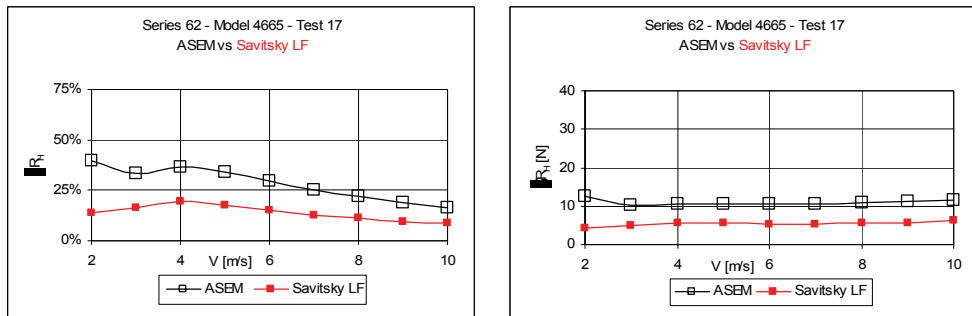 Series 62 - Model 4665 - Test 17
ASEM vs Savitsky LF
75%
50%
25%
0%
RH
2 4 6 8 10
V [m/s]
ASEM Savitsky LF
Series 62 - Model 4665 - Test 17
ASEM vs Savitsky LF
40
30
20
10
0
RH [N]
2 4 6 8 10
V [m/s]
ASEM Savitsky LF